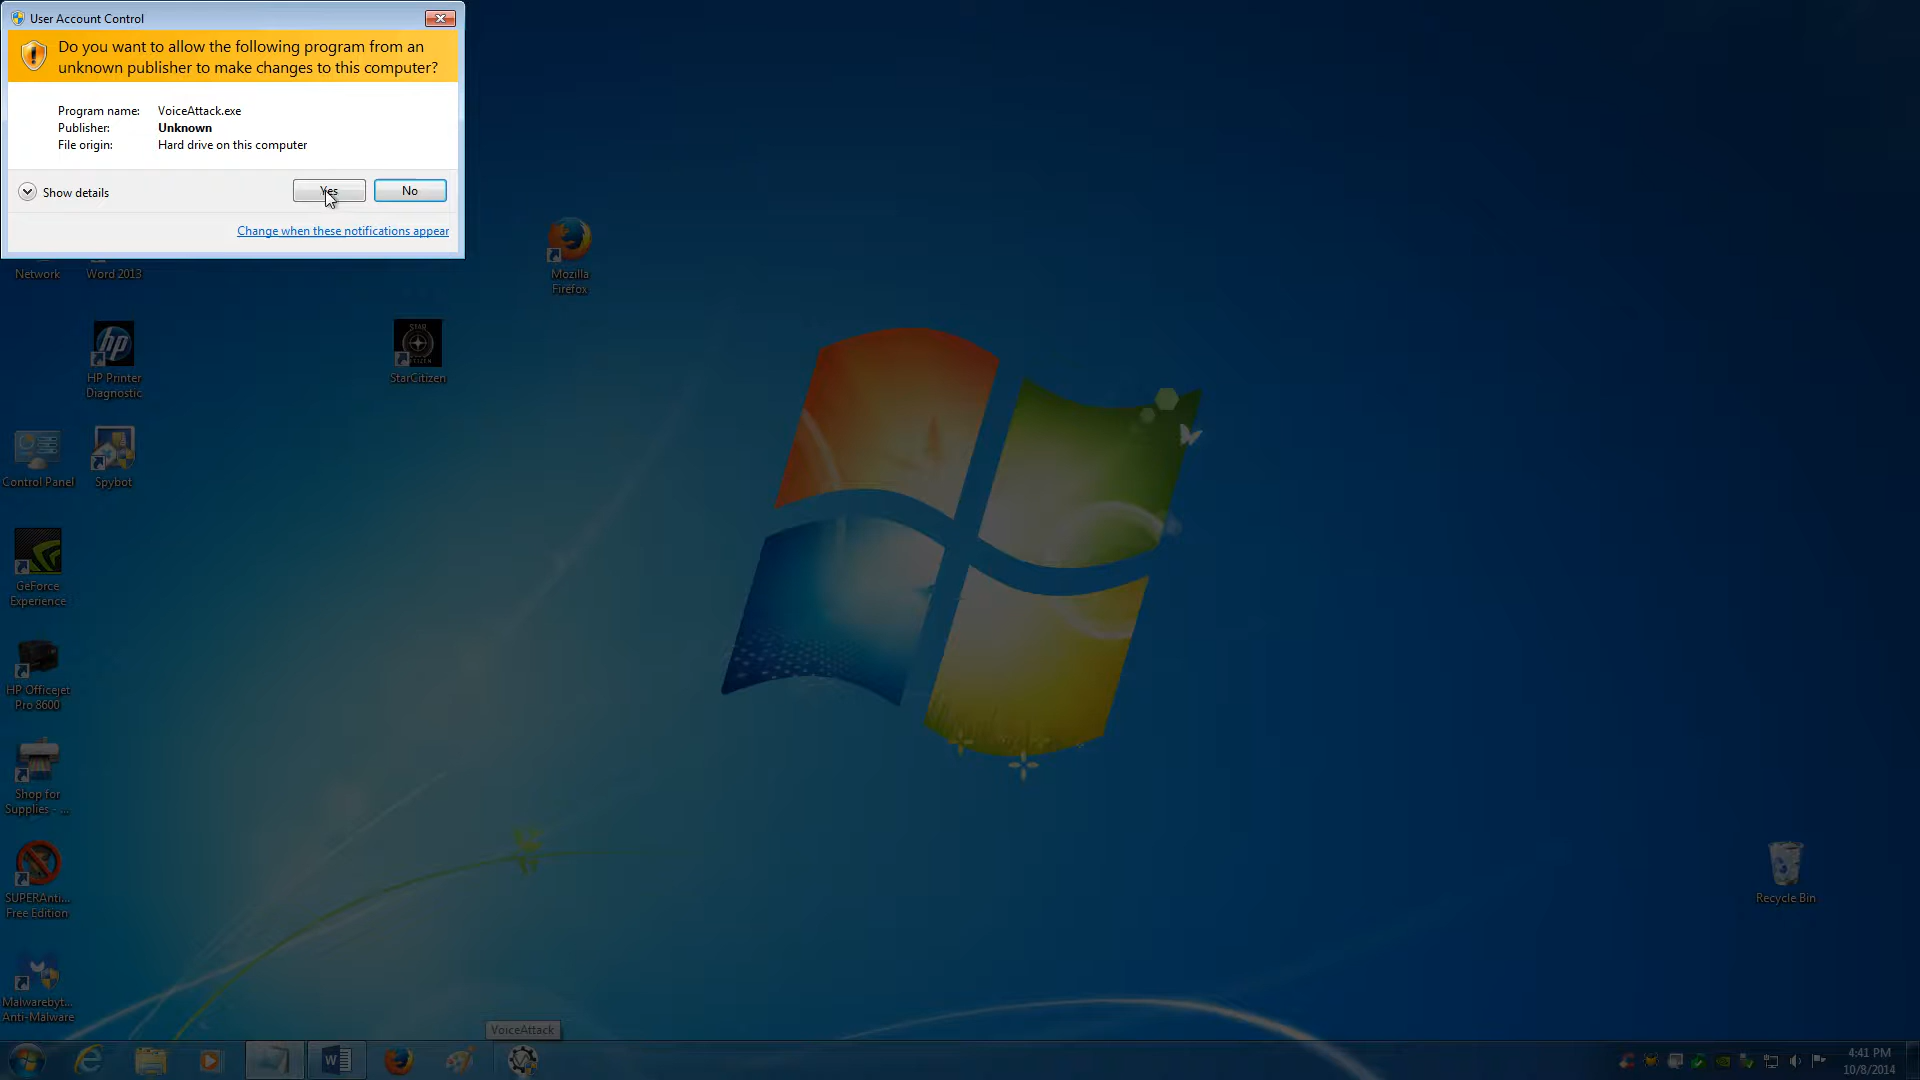 User Account Control
Do you want to allow the following program from an
unknown publisher to make changes to this computer?
Program name: VoiceAttack.exe
Publisher: Unknown
File origin: Hard drive on this computer
Show details
Yes
No
Change when these notifications appear
Network
Word 2013
Mozilla
Firefox
HP Printer
Diagnostic
StarCitizen
Control Panel
Spybot
GeForce
Experience
HP Officejet
Pro 8600
Shop for
Supplies - ...
SUPERAnti...
Free Edition
Recycle Bin
Malwarebyt...
Anti-Malware
VoiceAttack
4:41 PM
10/8/2014